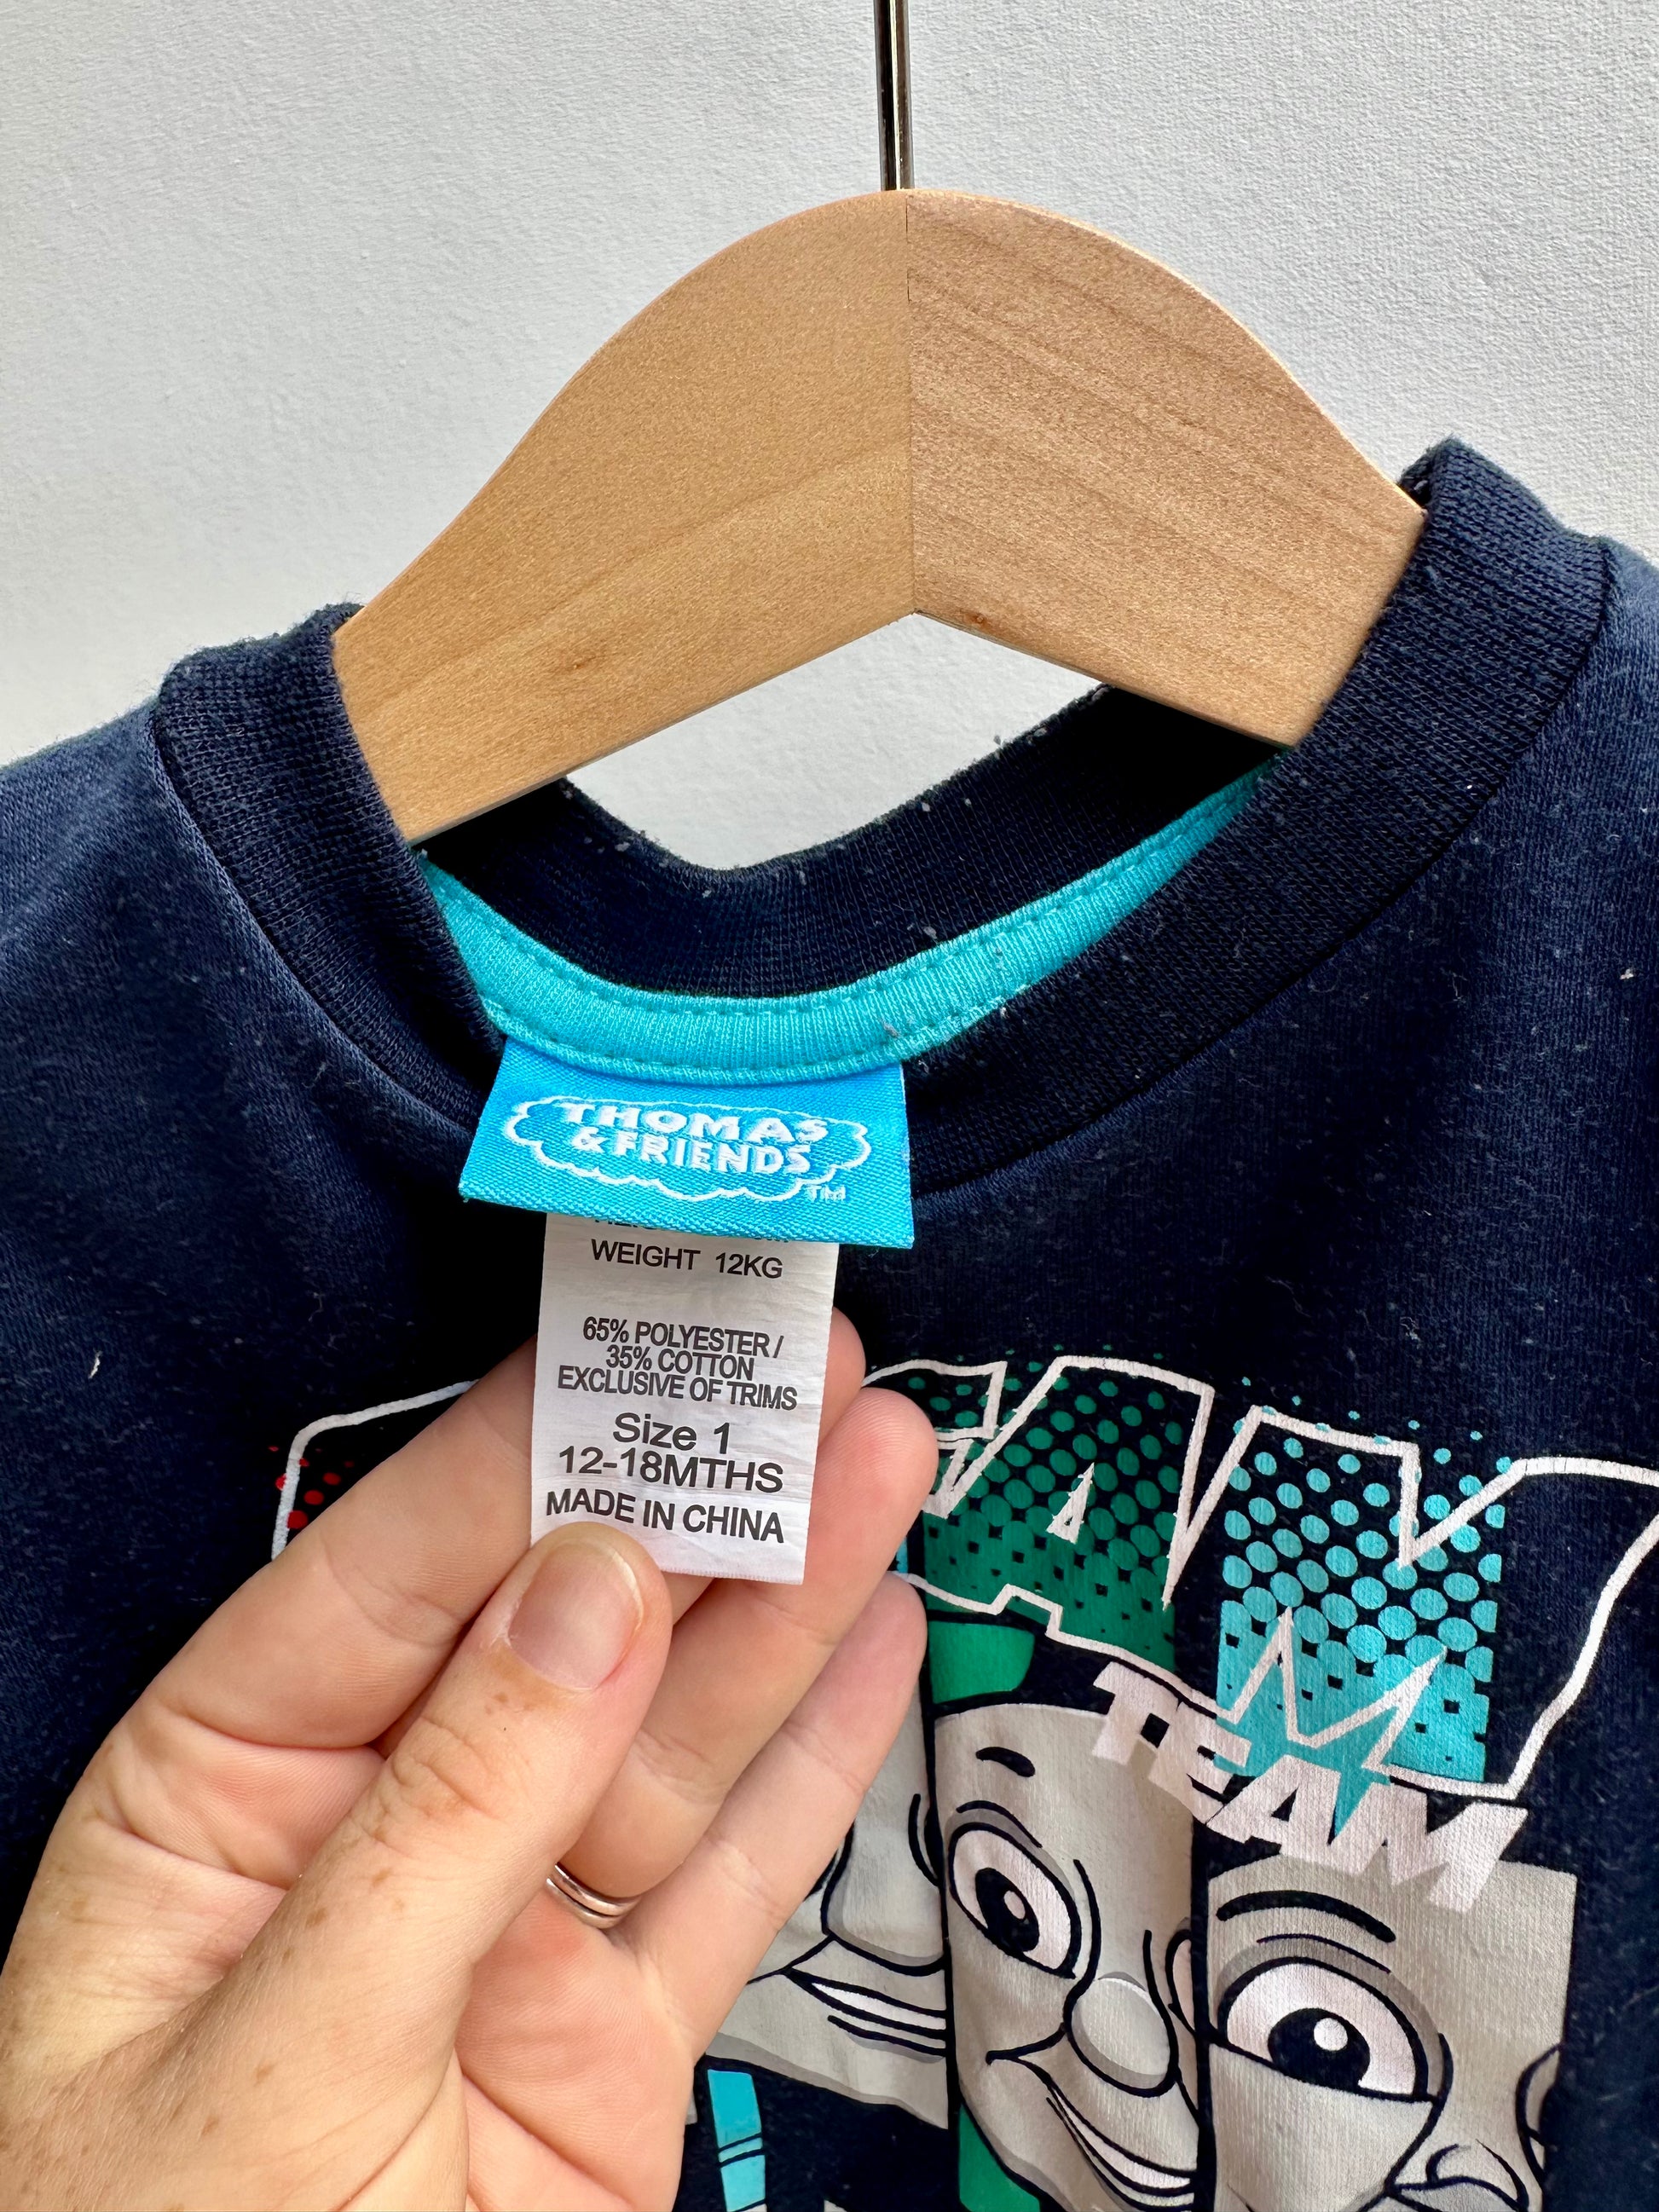 THOMAS
& FRIENDS
TM
WEIGHT 12KG
65% POLYESTER /
35% COTTON
EXCLUSIVE OF TRIMS
Size 1
12-18MTHS
MADE IN CHINA
TEAM